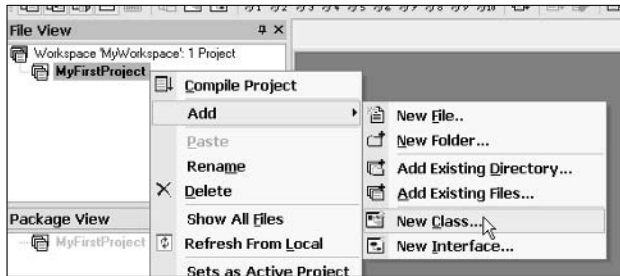 File View
Workspace 'MyWorkspace': 1 Project
MyFirstProject
Compile Project
Add
Paste
Rename
Delete
Show All Files
Refresh From Local
Sets as Active Project
New File..
New Folder...
Add Existing Directory...
Add Existing Files...
New Class...
New Interface...
Package View
MyFirstProject